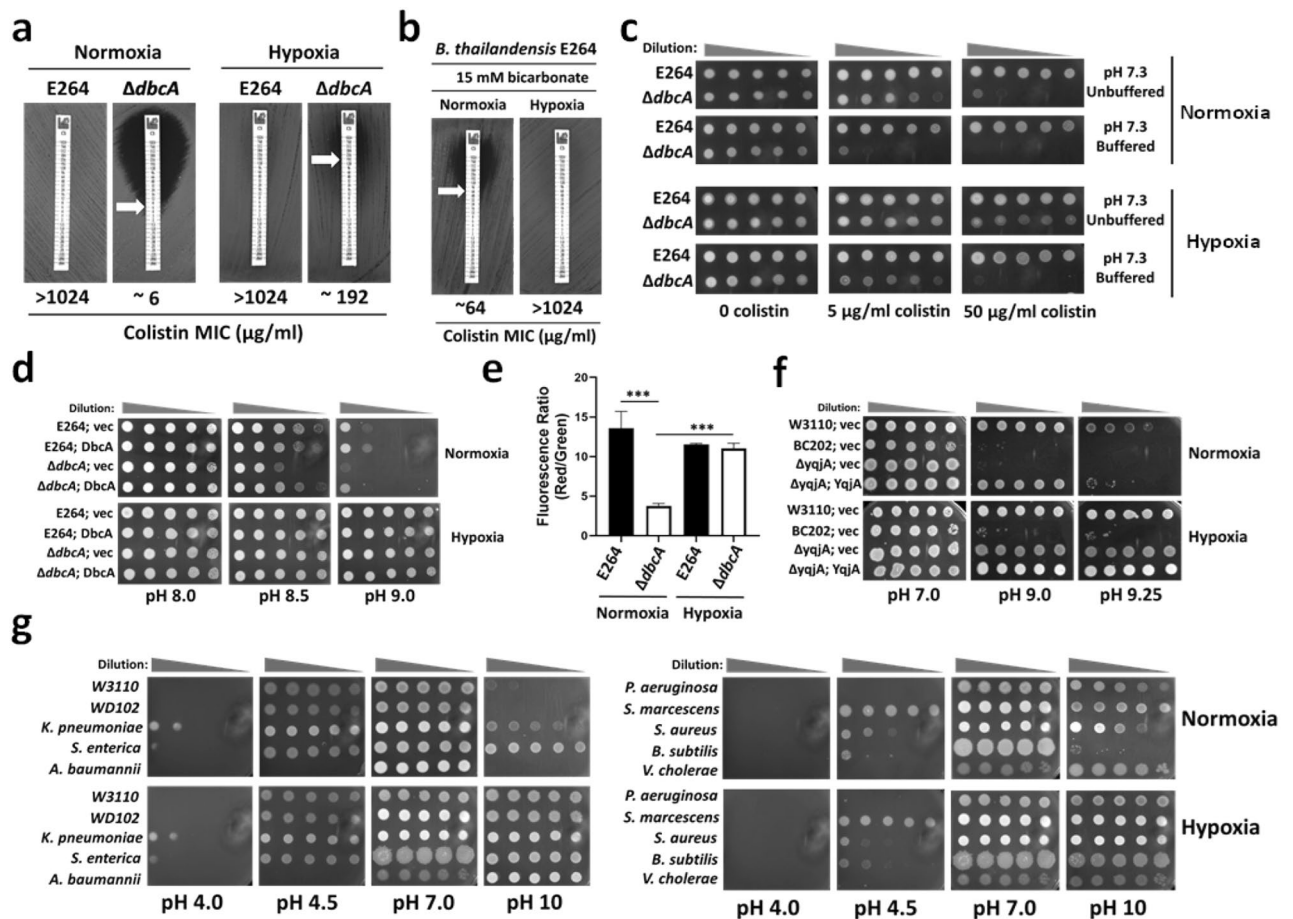 a
Normoxia
Hypoxia
E264
ΔdbcA
E264
ΔdbcA
>1024
~ 6
>1024
~ 192
Colistin MIC (µg/ml)
b
B. thailandensis E264
15 mM bicarbonate
Normoxia
Hypoxia
~64
>1024
Colistin MIC (µg/ml)
c
Dilution:
E264
ΔdbcA
pH 7.3
Unbuffered
E264
ΔdbcA
pH 7.3
Buffered
Normoxia
E264
ΔdbcA
pH 7.3
Unbuffered
E264
ΔdbcA
pH 7.3
Buffered
Hypoxia
0 colistin
5 µg/ml colistin
50 µg/ml colistin
d
Dilution:
E264; vec
E264; DbcA
ΔdbcA; vec
ΔdbcA; DbcA
Normoxia
E264; vec
E264; DbcA
ΔdbcA; vec
ΔdbcA; DbcA
Hypoxia
pH 8.0
pH 8.5
pH 9.0
e
Fluorescence Ratio
(Red/Green)
20
15
10
5
0
***
***
E264
ΔdbcA
E264
ΔdbcA
Normoxia
Hypoxia
f
Dilution:
W3110; vec
BC202; vec
ΔyqjA; vec
ΔyqjA; YqjA
Normoxia
W3110; vec
BC202; vec
ΔyqjA; vec
ΔyqjA; YqjA
Hypoxia
pH 7.0
pH 9.0
pH 9.25
g
Dilution:
W3110
WD102
K. pneumoniae
S. enterica
A. baumannii
W3110
WD102
K. pneumoniae
S. enterica
A. baumannii
pH 4.0
pH 4.5
pH 7.0
pH 10
Dilution:
P. aeruginosa
S. marcescens
S. aureus
B. subtilis
V. cholerae
Normoxia
P. aeruginosa
S. marcescens
S. aureus
B. subtilis
V. cholerae
Hypoxia
pH 4.0
pH 4.5
pH 7.0
pH 10